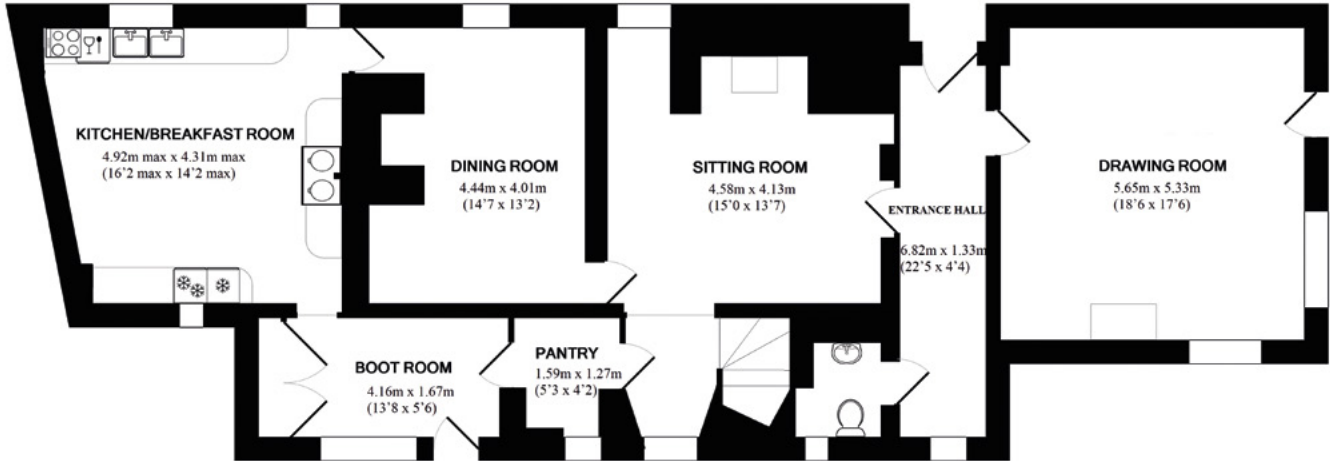 KITCHEN/BREAKFAST ROOM
4.92m max x 4.31m max
(16'2 max x 14'2 max)
DINING ROOM
4.44m x 4.01m
(14'7 x 13'2)
SITTING ROOM
4.58m x 4.13m
(15'0 x 13'7)
ENTRANCE HALL
6.82m x 1.33m
(22'5 x 4'4)
DRAWING ROOM
5.65m x 5.33m
(18'6 x 17'6)
BOOT ROOM
4.16m x 1.67m
(13'8 x 5'6)
PANTRY
1.59m x 1.27m
(5'3 x 4'2)